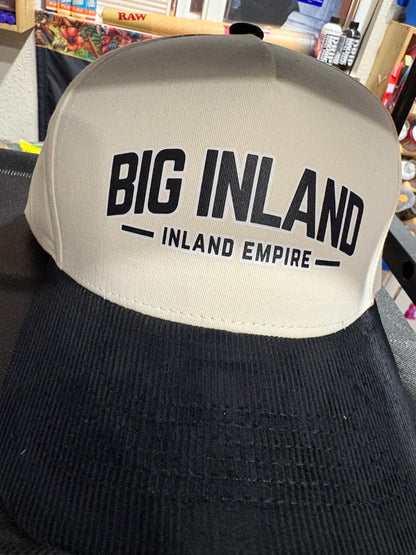 RAW
BIG INLAND
— INLAND EMPIRE —